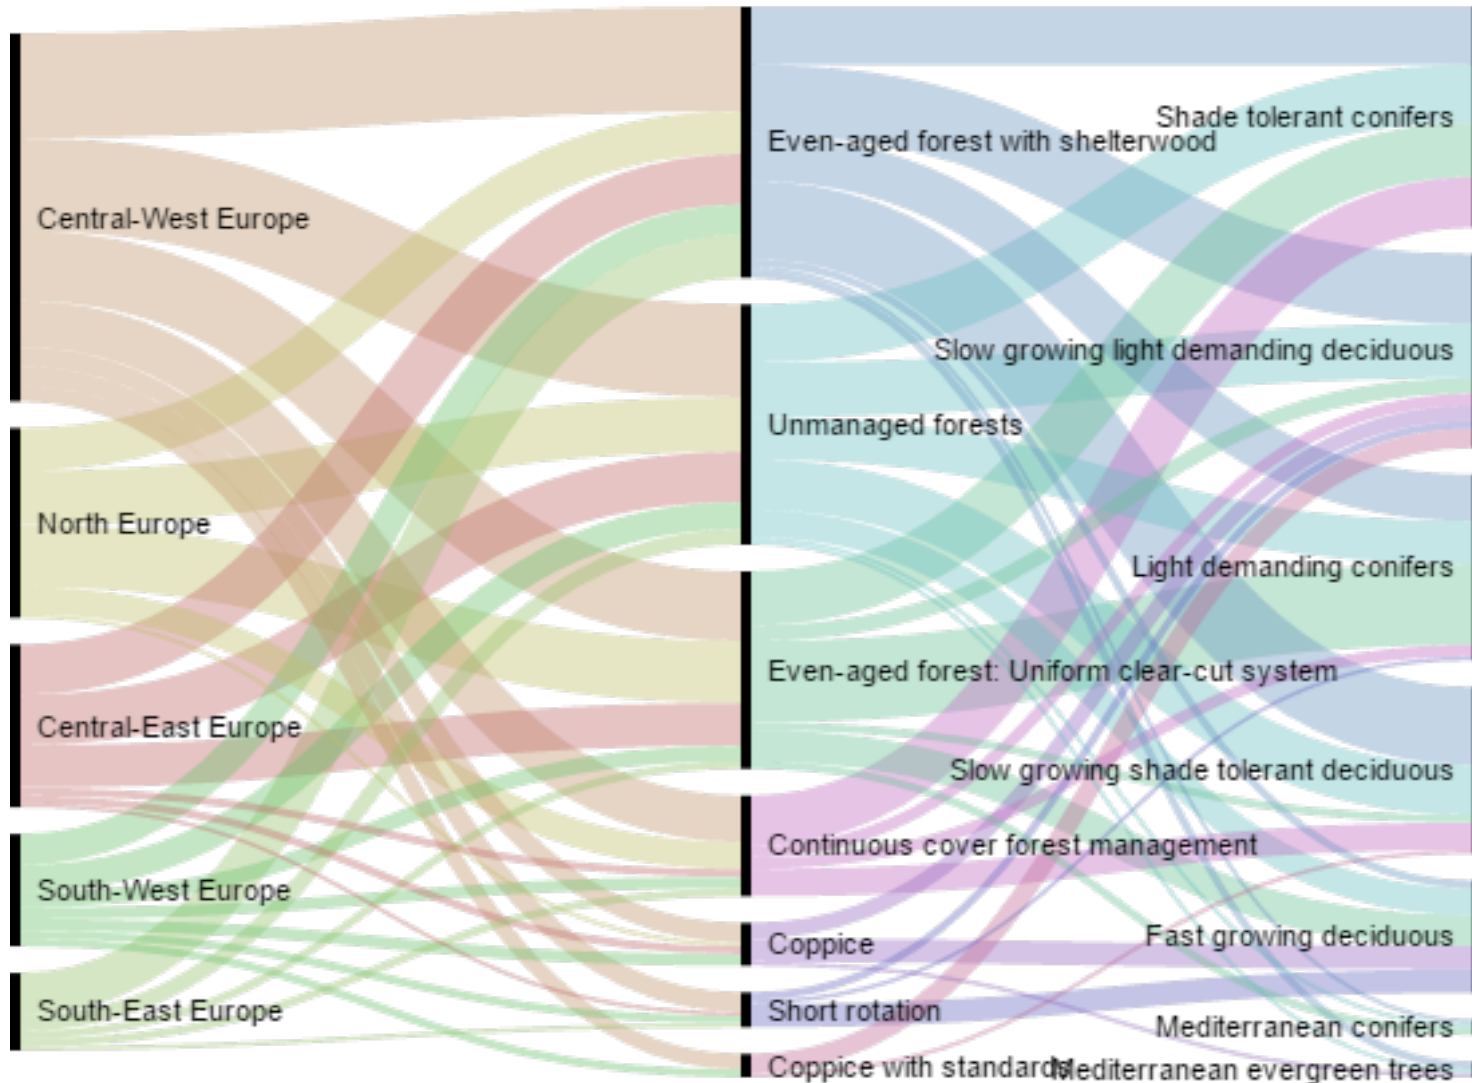 Central-West Europe
North Europe
Central-East Europe
South-West Europe
South-East Europe
Even-aged forest with shelterwood
Unmanaged forests
Even-aged forest: Uniform clear-cut system
Continuous cover forest management
Coppice
Short rotation
Coppice with standards
Shade tolerant conifers
Slow growing light demanding deciduous
Light demanding conifers
Slow growing shade tolerant deciduous
Fast growing deciduous
Mediterranean conifers
Mediterranean evergreen trees